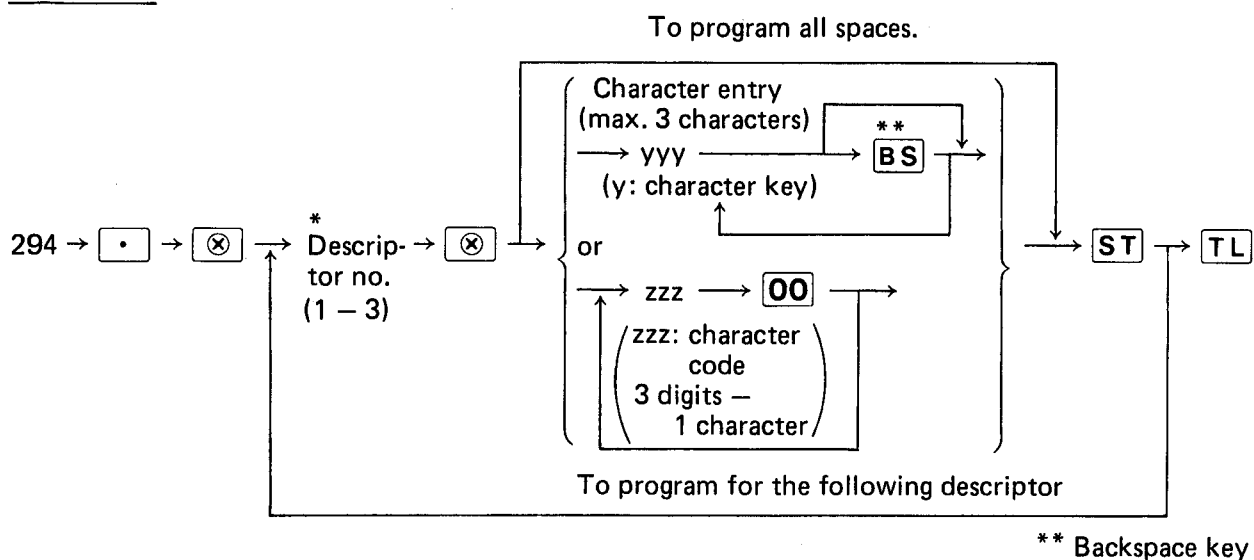 To program all spaces.
Character entry
(max. 3 characters)
**
yyy BS
(y: character key)
*
294 → · → ⊗ → Descrip- → ⊗ or ST TL
tor no.
(1 – 3)
zzz 00
(zzz: character
code
3 digits –
1 character)
To program for the following descriptor
** Backspace key